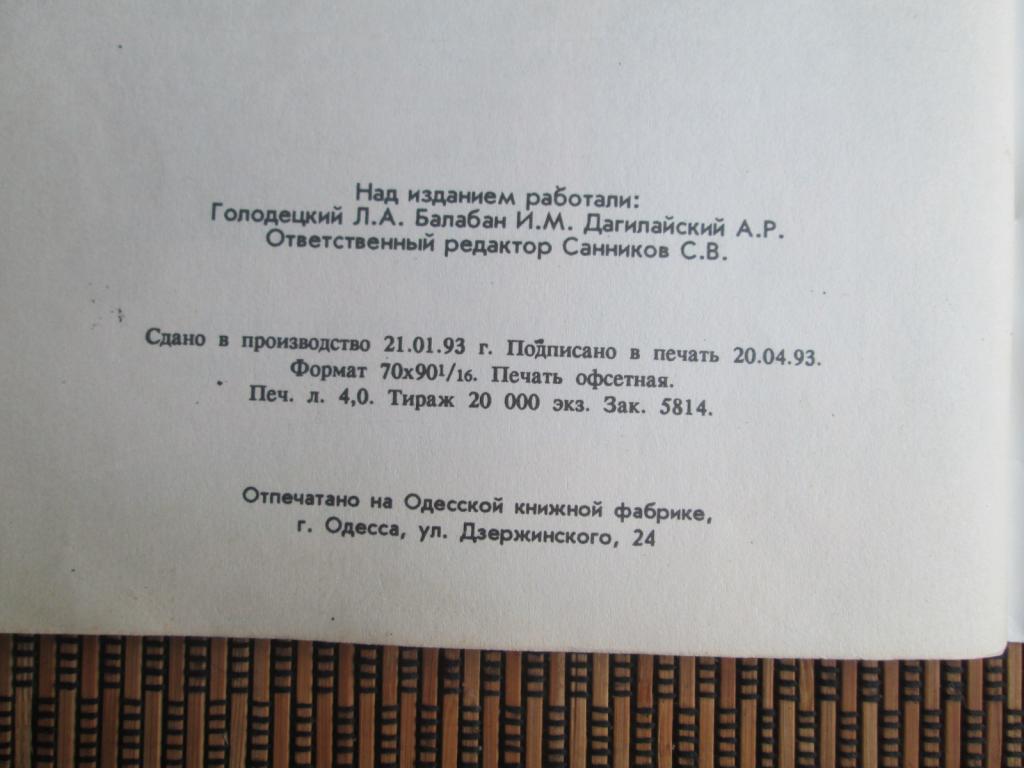 Над изданием работали:
Голодецкий Л.А. Балабан И.М. Дагилайский А.Р.
Ответственный редактор Санников С.В.
Сдано в производство 21.01.93 г. Подписано в печать 20.04.93.
Формат 70х90¹/₁₆. Печать офсетная.
Печ. л. 4,0. Тираж 20 000 экз. Зак. 5814.
Отпечатано на Одесской книжной фабрике,
г. Одесса, ул. Дзержинского, 24